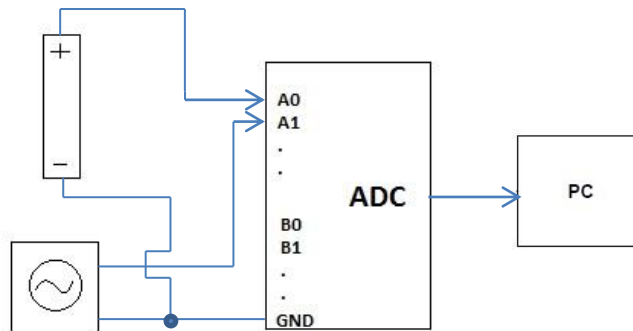 +
−
A0
A1
.
.
B0
B1
.
.
GND
ADC
PC